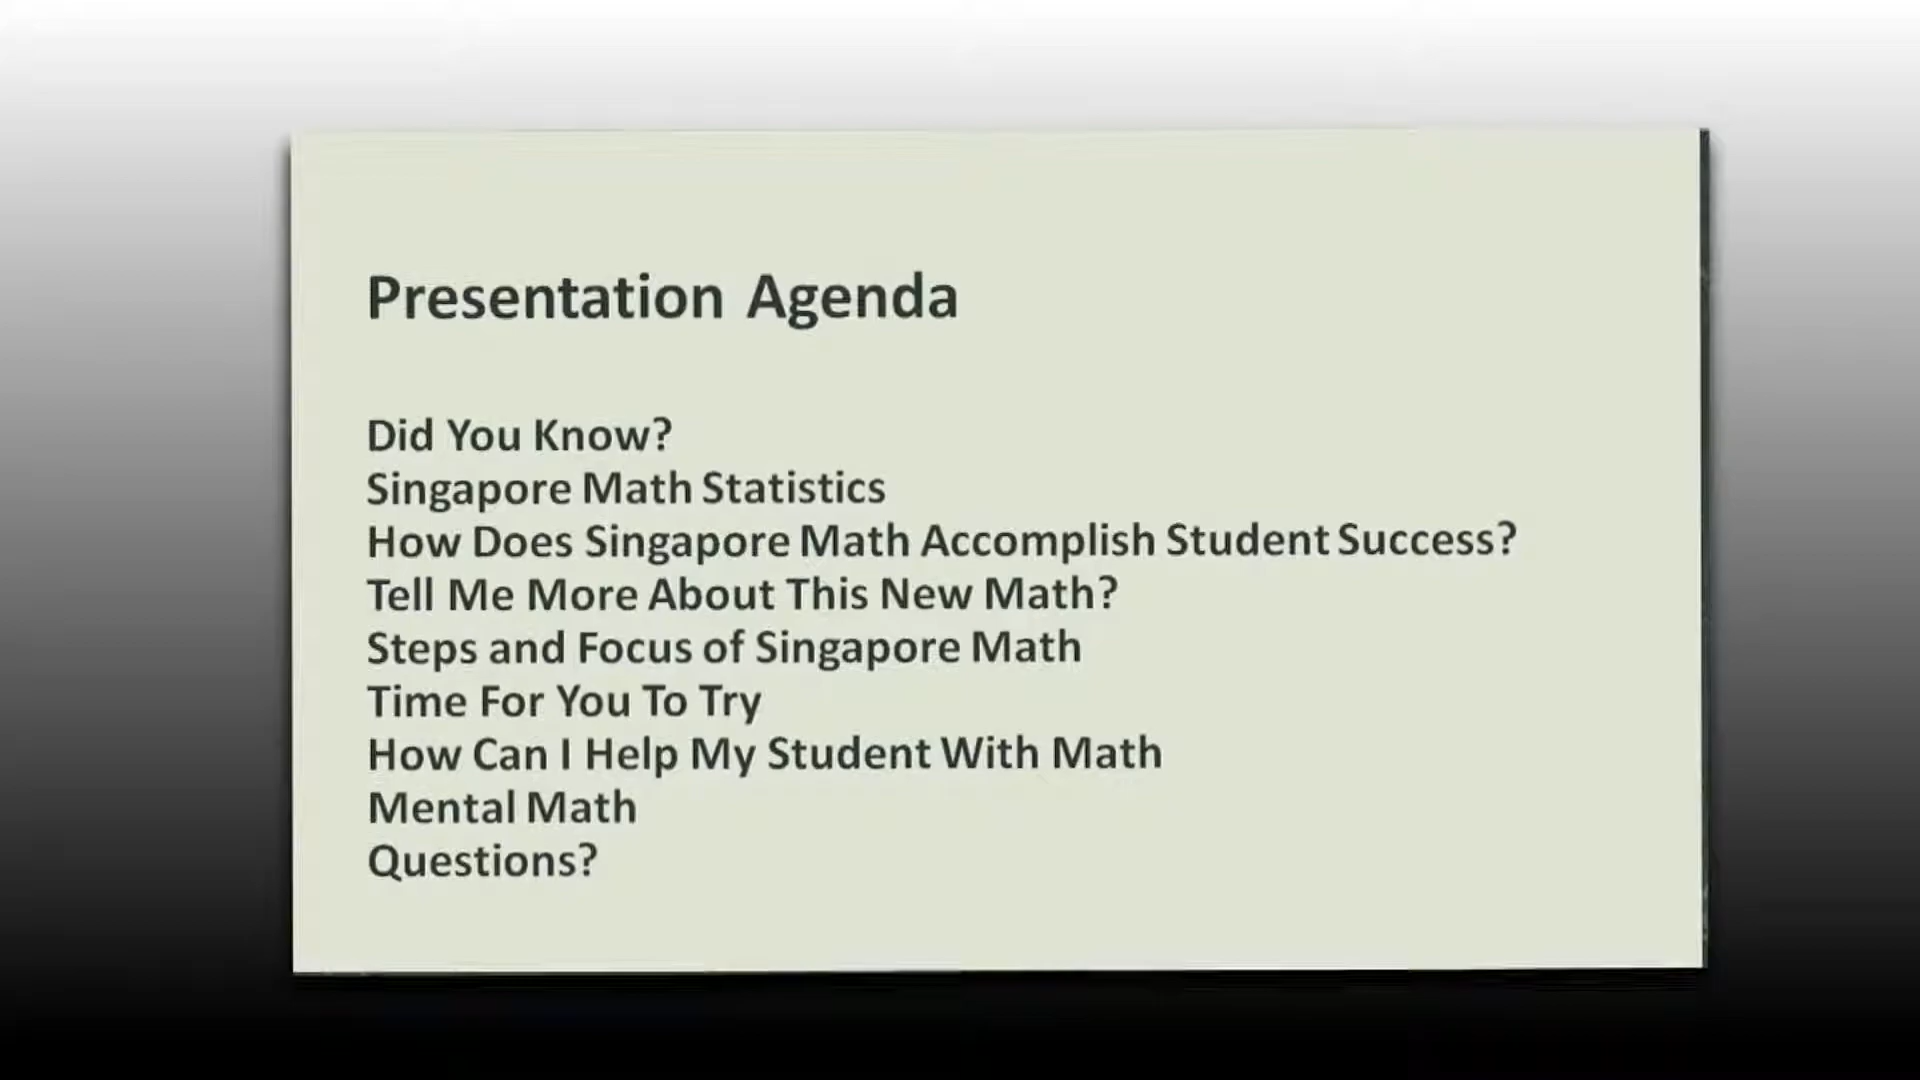 Presentation Agenda
Did You Know?
Singapore Math Statistics
How Does Singapore Math Accomplish Student Success?
Tell Me More About This New Math?
Steps and Focus of Singapore Math
Time For You To Try
How Can I Help My Student With Math
Mental Math
Questions?